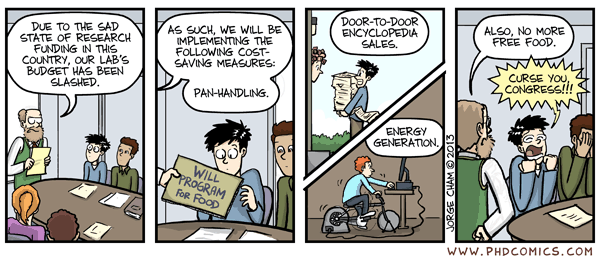 DUE TO THE SAD
STATE OF RESEARCH
FUNDING IN THIS
COUNTRY, OUR LAB'S
BUDGET HAS BEEN
SLASHED.
AS SUCH, WE WILL BE
IMPLEMENTING THE
FOLLOWING COST-
SAVING MEASURES:
PAN-HANDLING.
WILL
PROGRAM
FOR FOOD
DOOR-TO-DOOR
ENCYCLOPEDIA
SALES.
ENERGY
GENERATION.
JORGE CHAM © 2013
ALSO, NO MORE
FREE FOOD.
CURSE YOU,
CONGRESS!!!
WWW.PHDCOMICS.COM